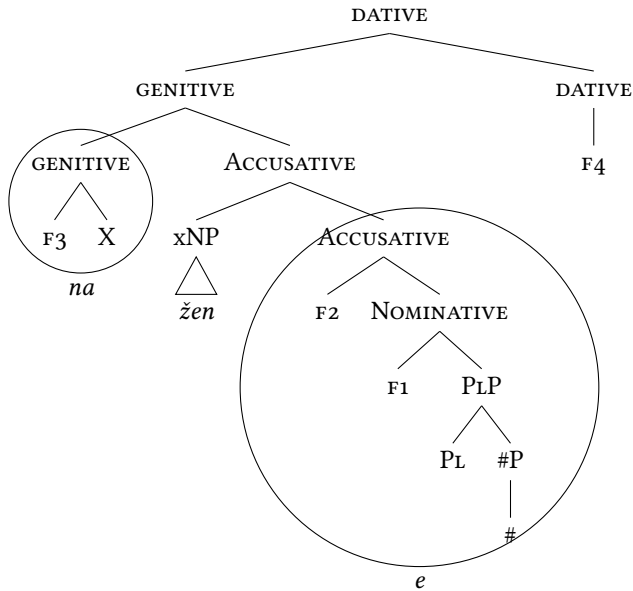 DATIVE
GENITIVE DATIVE
GENITIVE ACCUSATIVE F4
F3 X xNP ACCUSATIVE
na žen F2 NOMINATIVE
F1 PLP
PL #P
#
e